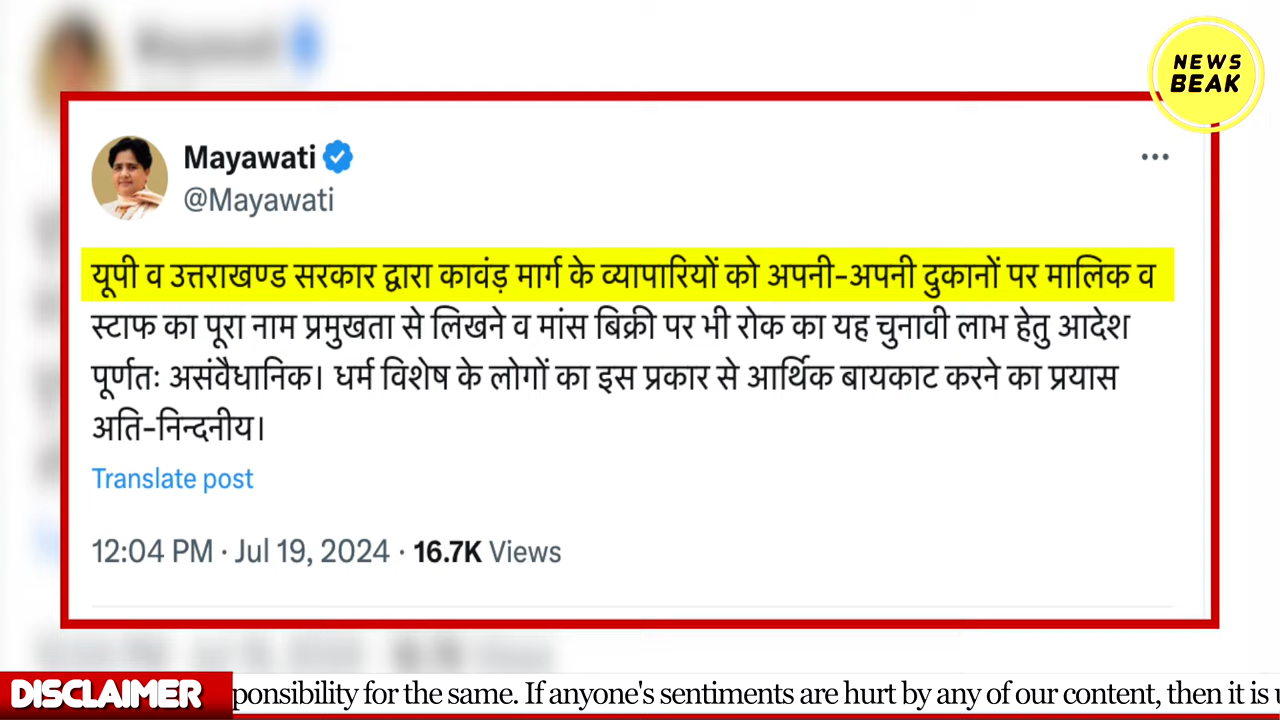 NEWS
BEAK
Mayawati
@Mayawati
यूपी व उत्तराखण्ड सरकार द्वारा कावंड़ मार्ग के व्यापारियों को अपनी-अपनी दुकानों पर मालिक व
स्टाफ का पूरा नाम प्रमुखता से लिखने व मांस बिक्री पर भी रोक का यह चुनावी लाभ हेतु आदेश
पूर्णतः असंवैधानिक। धर्म विशेष के लोगों का इस प्रकार से आर्थिक बायकाट करने का प्रयास
अति-निन्दनीय।
Translate post
12:04 PM · Jul 19, 2024 · 16.7K Views
DISCLAIMER
ponsibility for the same. If anyone's sentiments are hurt by any of our content, then it is